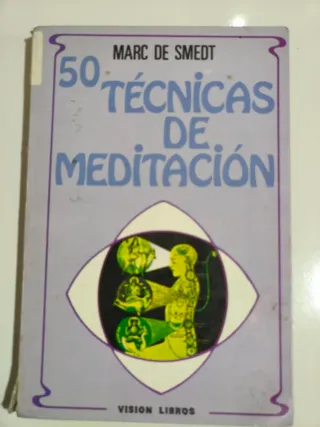 MARC DE SMEDT
50 TÉCNICAS
DE
MEDITACIÓN
VISION LIBROS